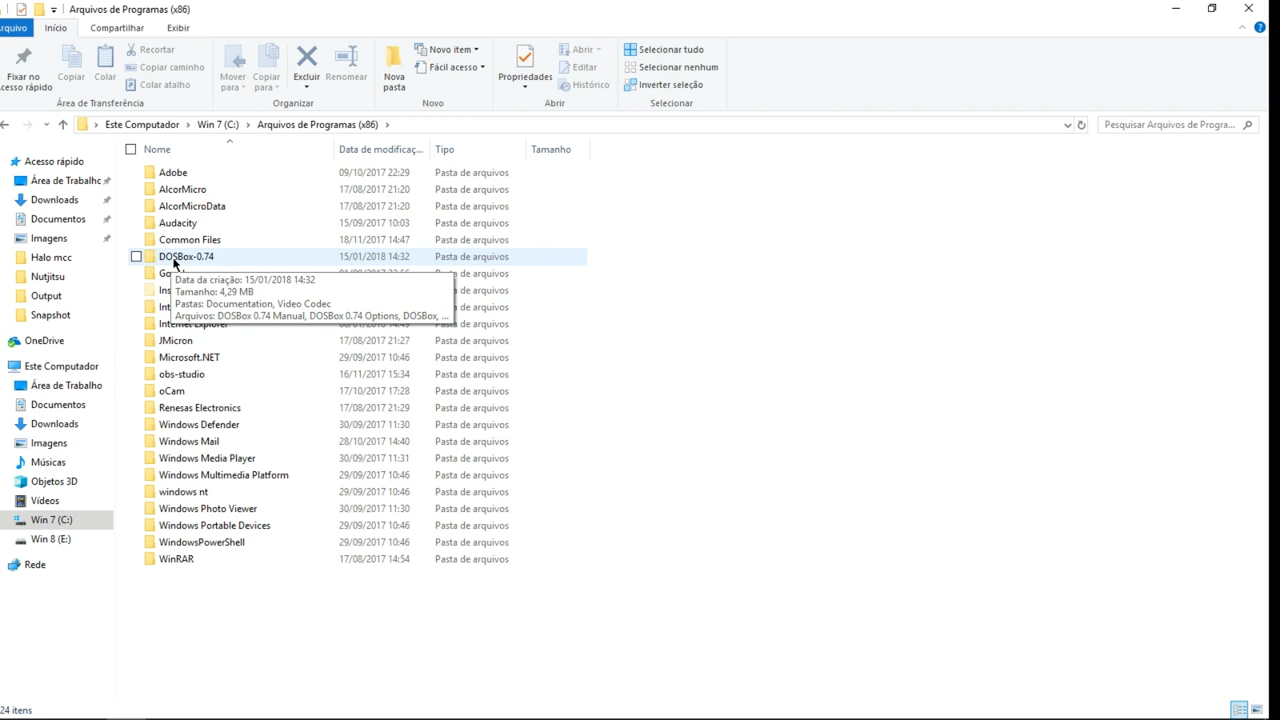 Arquivos de Programas (x86)
Arquivo Início Compartilhar Exibir
Fixar no Acesso rápido
Copiar
Colar
Recortar
Copiar caminho
Colar atalho
Área de Transferência
Mover para
Copiar para
Excluir
Renomear
Organizar
Nova pasta
Novo item
Fácil acesso
Novo
Propriedades
Abrir
Editar
Histórico
Abrir
Selecionar tudo
Selecionar nenhum
Inverter seleção
Selecionar
Este Computador > Win 7 (C:) > Arquivos de Programas (x86) >
Pesquisar Arquivos de Progra...
Acesso rápido
Área de Trabalho
Downloads
Documentos
Imagens
Halo mcc
Nutjitsu
Output
Snapshot
OneDrive
Este Computador
Área de Trabalho
Documentos
Downloads
Imagens
Músicas
Objetos 3D
Vídeos
Win 7 (C:)
Win 8 (E:)
Rede
Nome Data de modificaç... Tipo Tamanho
Adobe 09/10/2017 22:29 Pasta de arquivos
AlcorMicro 17/08/2017 21:20 Pasta de arquivos
AlcorMicroData 17/08/2017 21:20 Pasta de arquivos
Audacity 15/09/2017 10:03 Pasta de arquivos
Common Files 18/11/2017 14:47 Pasta de arquivos
DOSBox-0.74 15/01/2018 14:32 Pasta de arquivos
Data da criação: 15/01/2018 14:32
Tamanho: 4,29 MB
Pastas: Documentation, Video Codec
Arquivos: DOSBox 0.74 Manual, DOSBox 0.74 Options, DOSBox, ...
Internet Explorer
JMicron 17/08/2017 21:27 Pasta de arquivos
Microsoft.NET 29/09/2017 10:46 Pasta de arquivos
obs-studio 16/11/2017 15:34 Pasta de arquivos
oCam 17/10/2017 17:28 Pasta de arquivos
Renesas Electronics 17/08/2017 21:29 Pasta de arquivos
Windows Defender 30/09/2017 11:30 Pasta de arquivos
Windows Mail 28/10/2017 14:40 Pasta de arquivos
Windows Media Player 30/09/2017 11:31 Pasta de arquivos
Windows Multimedia Platform 29/09/2017 10:46 Pasta de arquivos
windows nt 29/09/2017 10:46 Pasta de arquivos
Windows Photo Viewer 30/09/2017 11:30 Pasta de arquivos
Windows Portable Devices 29/09/2017 10:46 Pasta de arquivos
WindowsPowerShell 29/09/2017 10:46 Pasta de arquivos
WinRAR 17/08/2017 14:54 Pasta de arquivos
24 itens